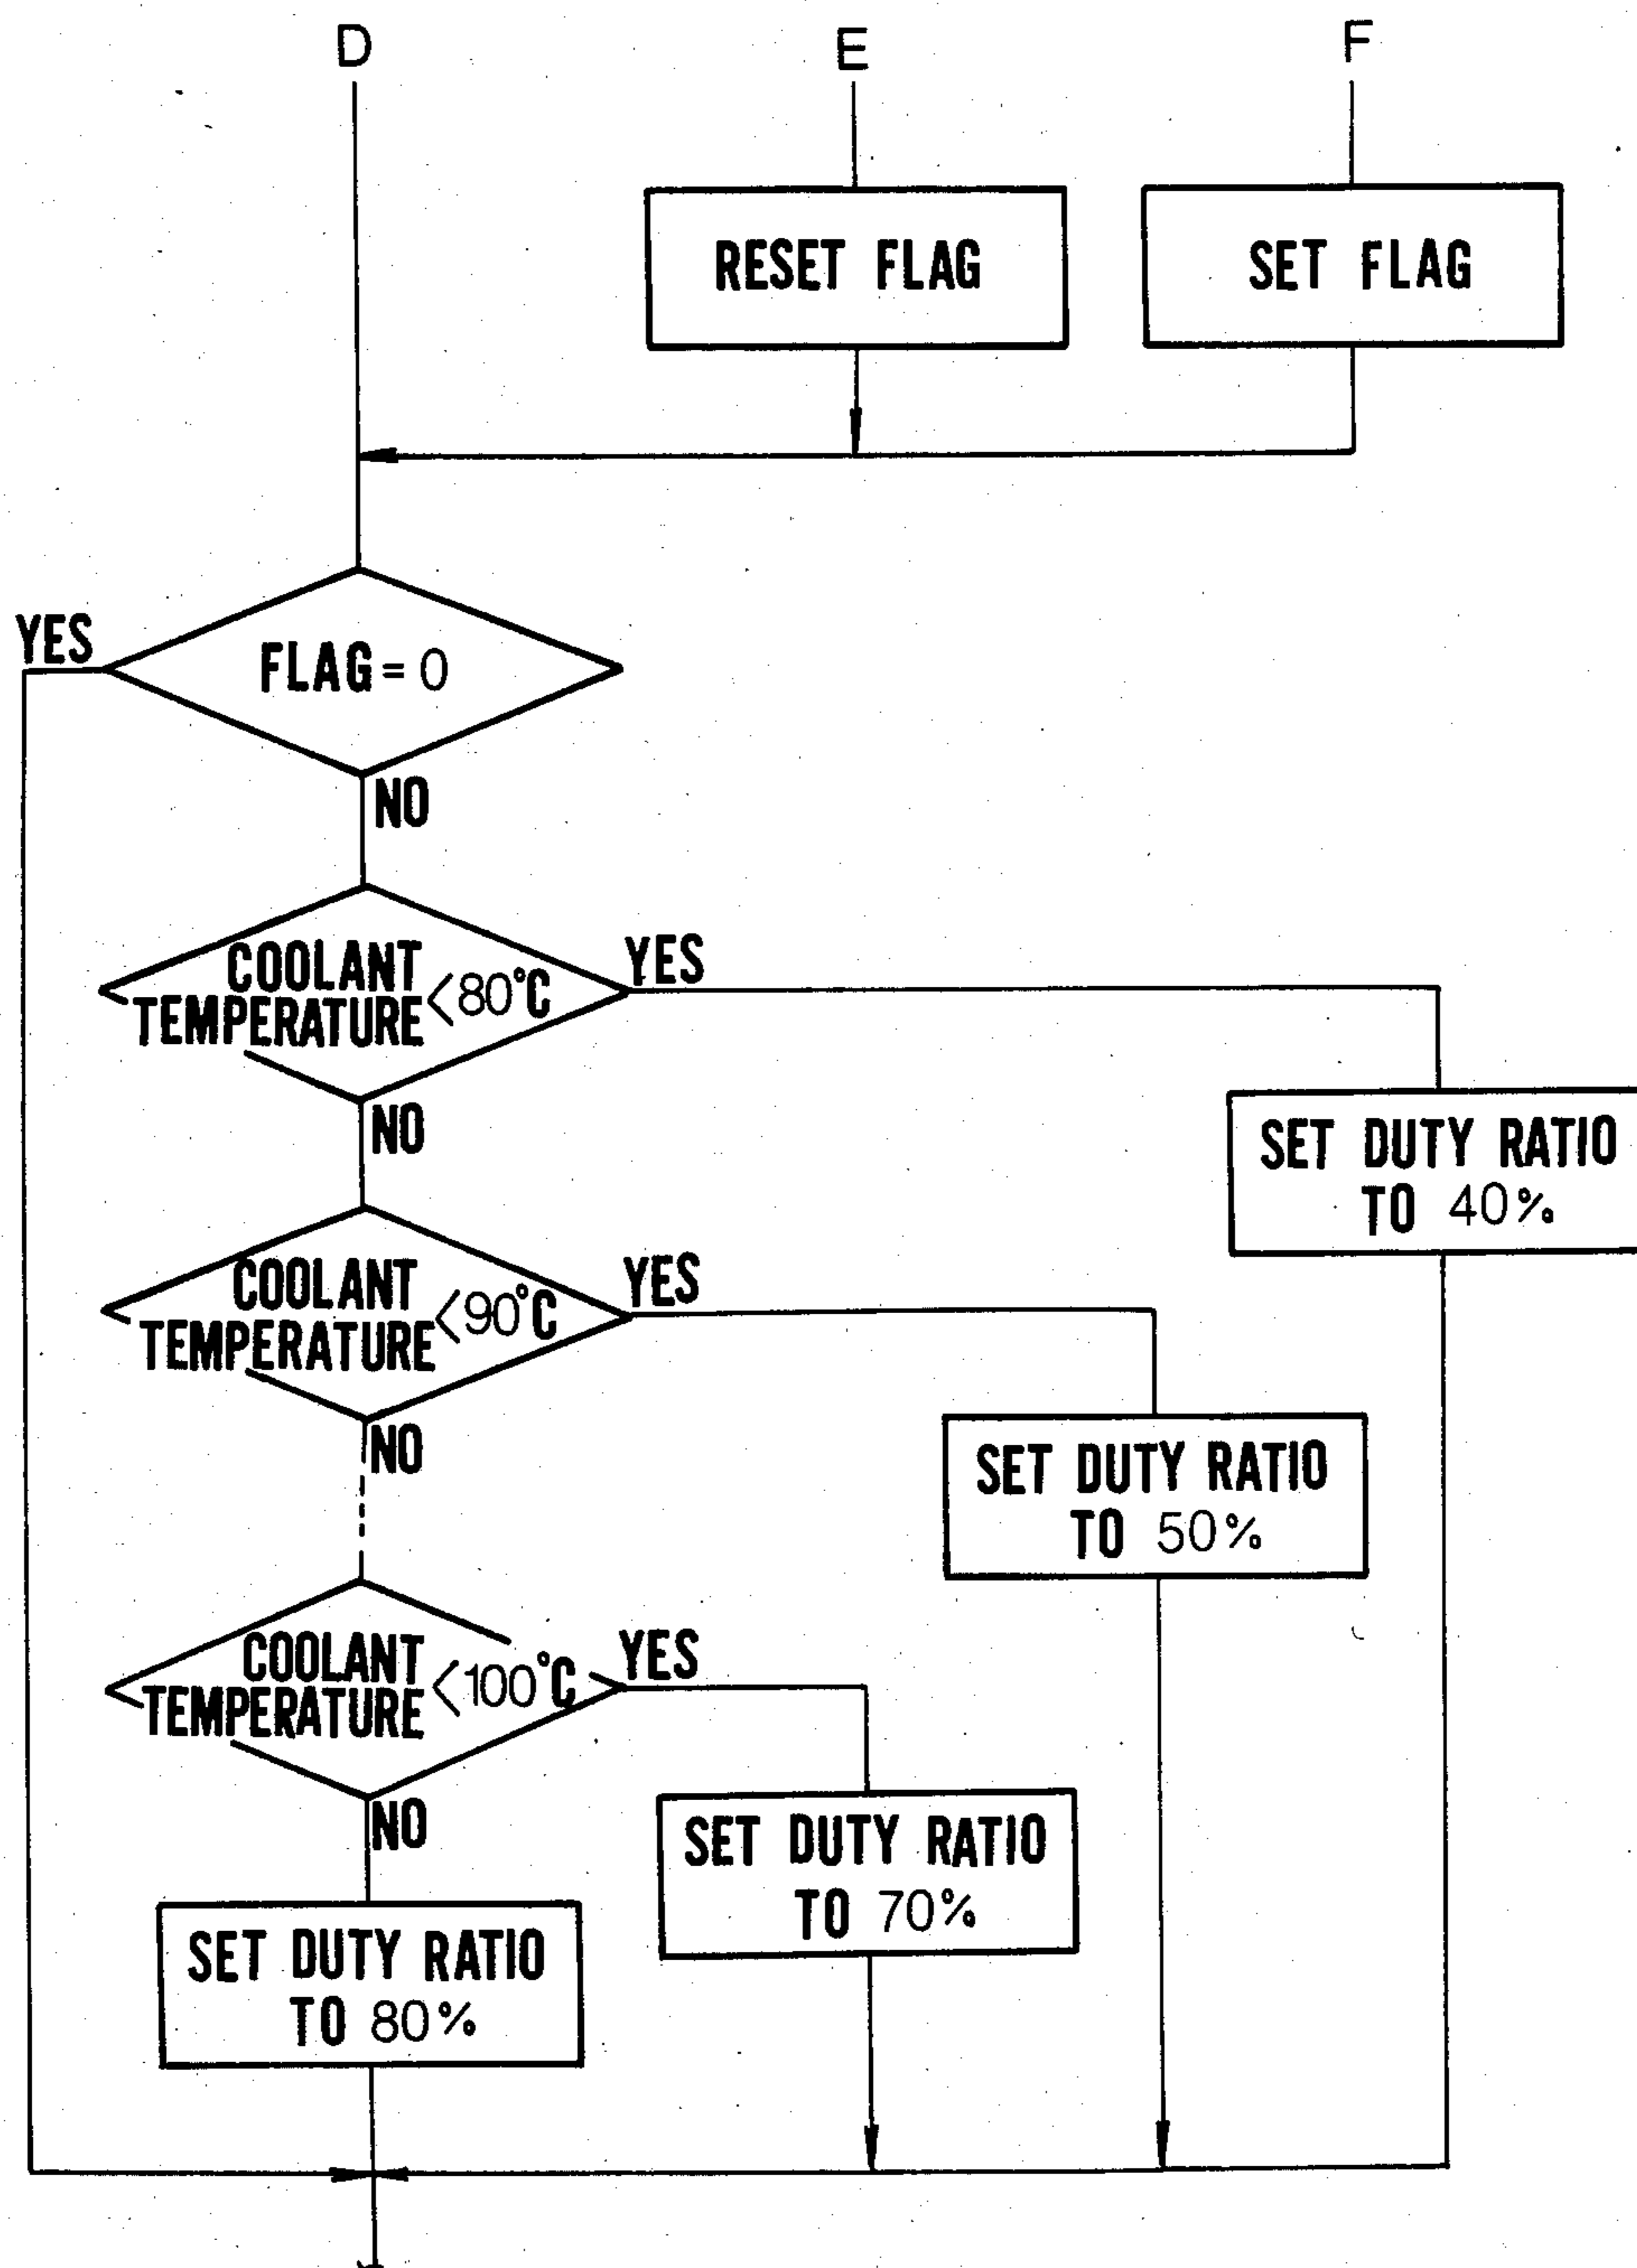 D
E
F
RESET FLAG
SET FLAG
YES
FLAG = 0
NO
COOLANT
TEMPERATURE <80°C
YES
NO
SET DUTY RATIO
TO 40%
COOLANT
TEMPERATURE <90°C
YES
NO
SET DUTY RATIO
TO 50%
COOLANT
TEMPERATURE <100°C
YES
NO
SET DUTY RATIO
TO 70%
SET DUTY RATIO
TO 80%